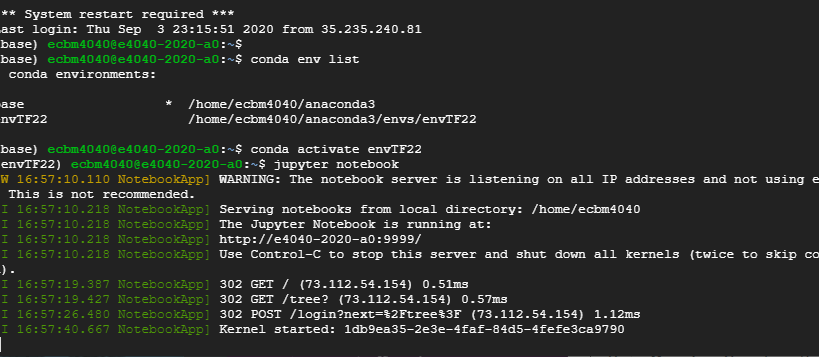 ** System restart required ***
ast login: Thu Sep  3 23:15:51 2020 from 35.235.240.81
base) ecbm4040@e4040-2020-a0:~$
base) ecbm4040@e4040-2020-a0:~$ conda env list
 conda environments:
ase                  *  /home/ecbm4040/anaconda3
nvTF22                  /home/ecbm4040/anaconda3/envs/envTF22
base) ecbm4040@e4040-2020-a0:~$ conda activate envTF22
envTF22) ecbm4040@e4040-2020-a0:~$ jupyter notebook
W 16:57:10.110 NotebookApp] WARNING: The notebook server is listening on all IP addresses and not using e
 This is not recommended.
I 16:57:10.218 NotebookApp] Serving notebooks from local directory: /home/ecbm4040
I 16:57:10.218 NotebookApp] The Jupyter Notebook is running at:
I 16:57:10.218 NotebookApp] http://e4040-2020-a0:9999/
I 16:57:10.218 NotebookApp] Use Control-C to stop this server and shut down all kernels (twice to skip co
).
I 16:57:19.387 NotebookApp] 302 GET / (73.112.54.154) 0.51ms
I 16:57:19.427 NotebookApp] 302 GET /tree? (73.112.54.154) 0.57ms
I 16:57:26.480 NotebookApp] 302 POST /login?next=%2Ftree%3F (73.112.54.154) 1.12ms
I 16:57:40.667 NotebookApp] Kernel started: 1db9ea35-2e3e-4faf-84d5-4fefe3ca9790